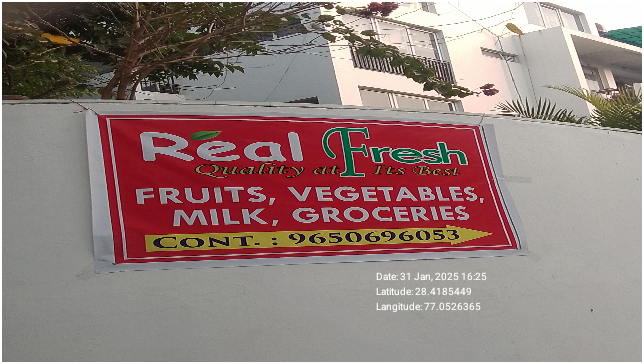 Real Fresh
Quality at Its Best
FRUITS, VEGETABLES,
MILK, GROCERIES
CONT. : 9650696053
Date: 31 Jan, 2025 16:25
Latitude: 28.4185449
Langitude: 77.0526365